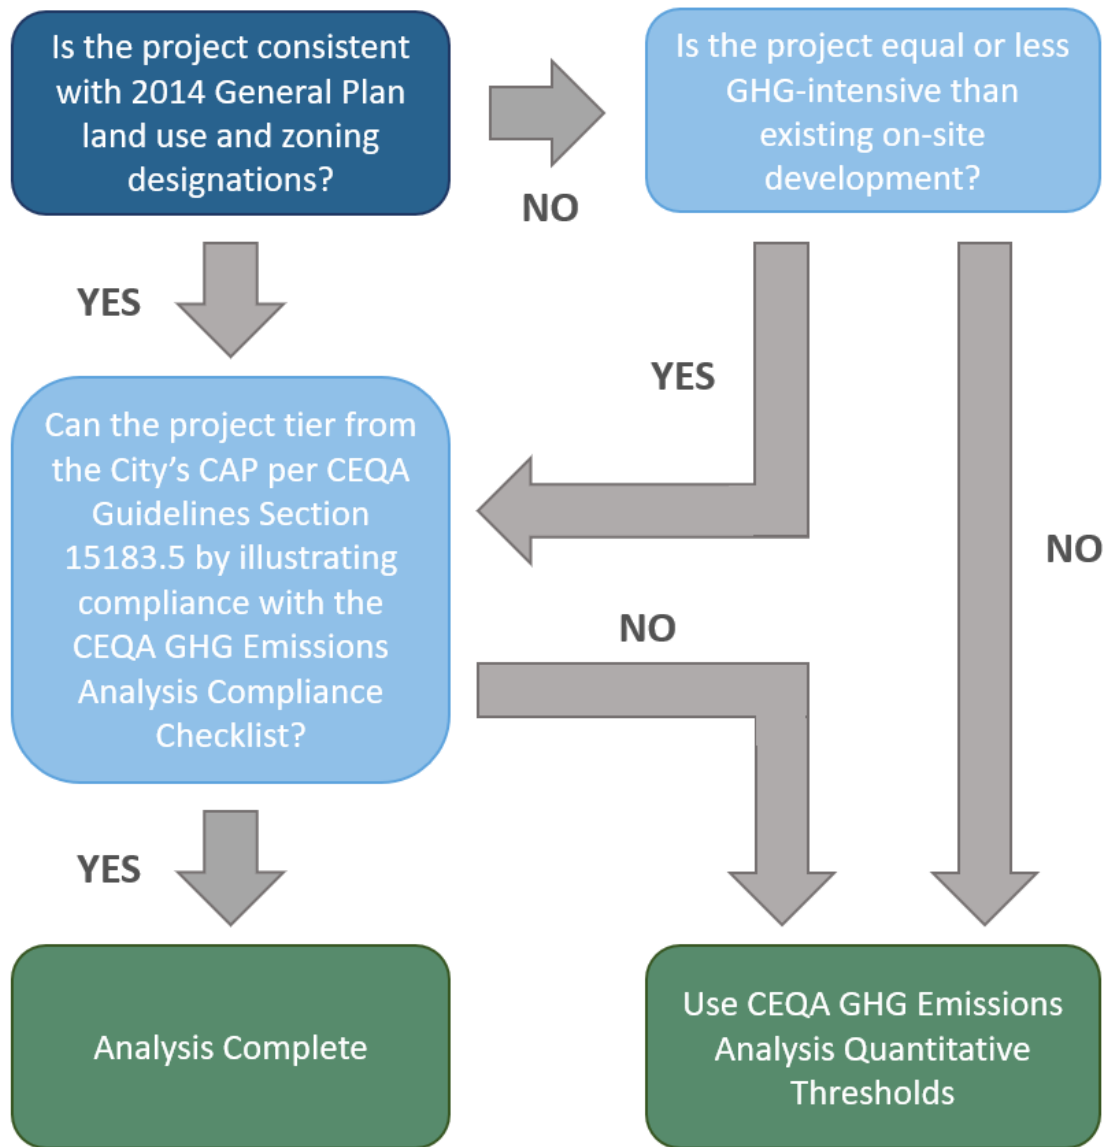 Is the project consistent
with 2014 General Plan
land use and zoning
designations?
NO
Is the project equal or less
GHG-intensive than
existing on-site
development?
YES
YES
NO
Can the project tier from
the City’s CAP per CEQA
Guidelines Section
15183.5 by illustrating
compliance with the
CEQA GHG Emissions
Analysis Compliance
Checklist?
NO
YES
Analysis Complete
Use CEQA GHG Emissions
Analysis Quantitative
Thresholds